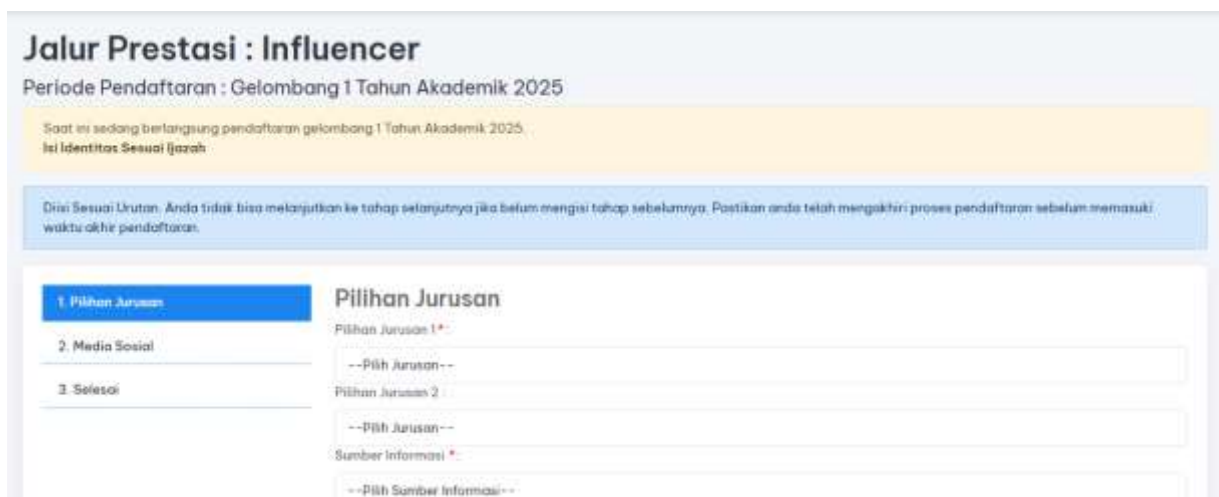 Jalur Prestasi : Influencer
Periode Pendaftaran : Gelombang 1 Tahun Akademik 2025
Saat ini sedang berlangsung pendaftaran gelombang 1 Tahun Akademik 2025.
Isi Identitas Sesuai Ijazah
Diisi Sesuai Urutan. Anda tidak bisa melanjutkan ke tahap selanjutnya jika belum mengisi tahap sebelumnya. Pastikan anda telah mengakhiri proses pendaftaran sebelum memasuki
waktu akhir pendaftaran.
1. Pilihan Jurusan
2. Media Sosial
3. Selesai
Pilihan Jurusan
Pilihan Jurusan 1 * :
--Pilih Jurusan--
Pilihan Jurusan 2 :
--Pilih Jurusan--
Sumber Informasi * :
--Pilih Sumber Informasi--